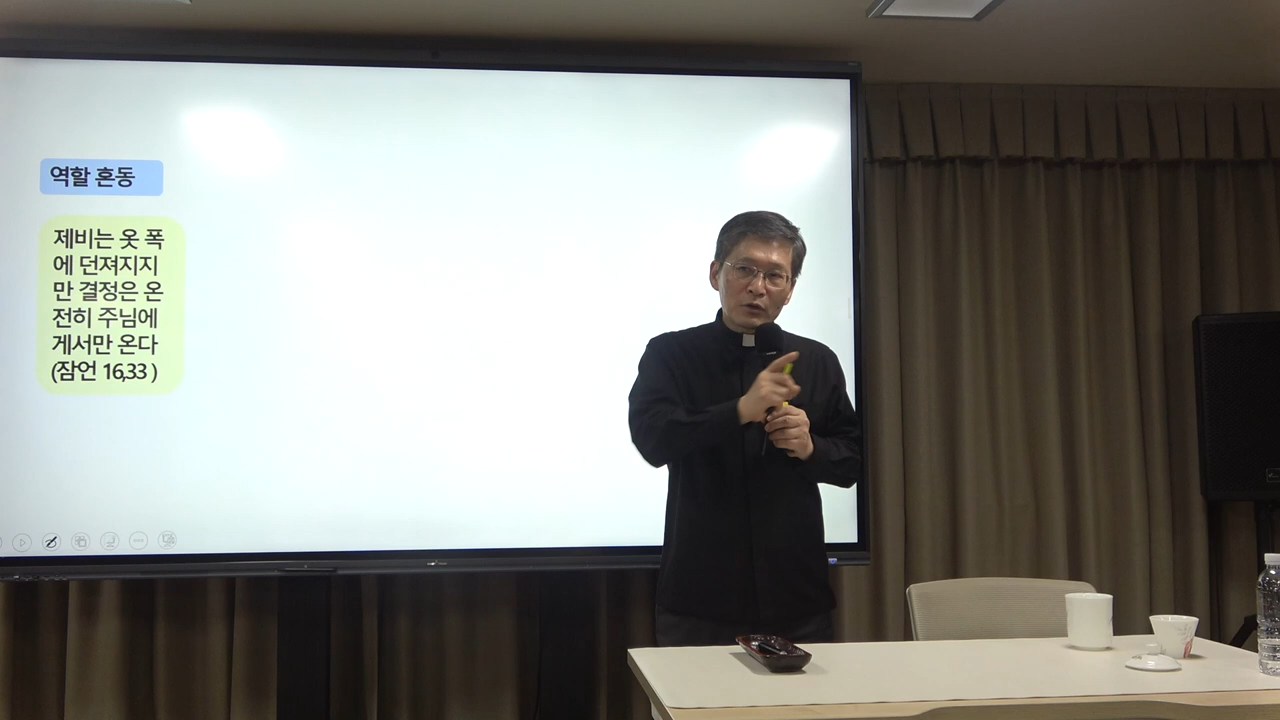 역할 혼동
제비는 옷 폭
에 던져지지
만 결정은 온
전히 주님에
게서만 온다
(잠언 16,33 )